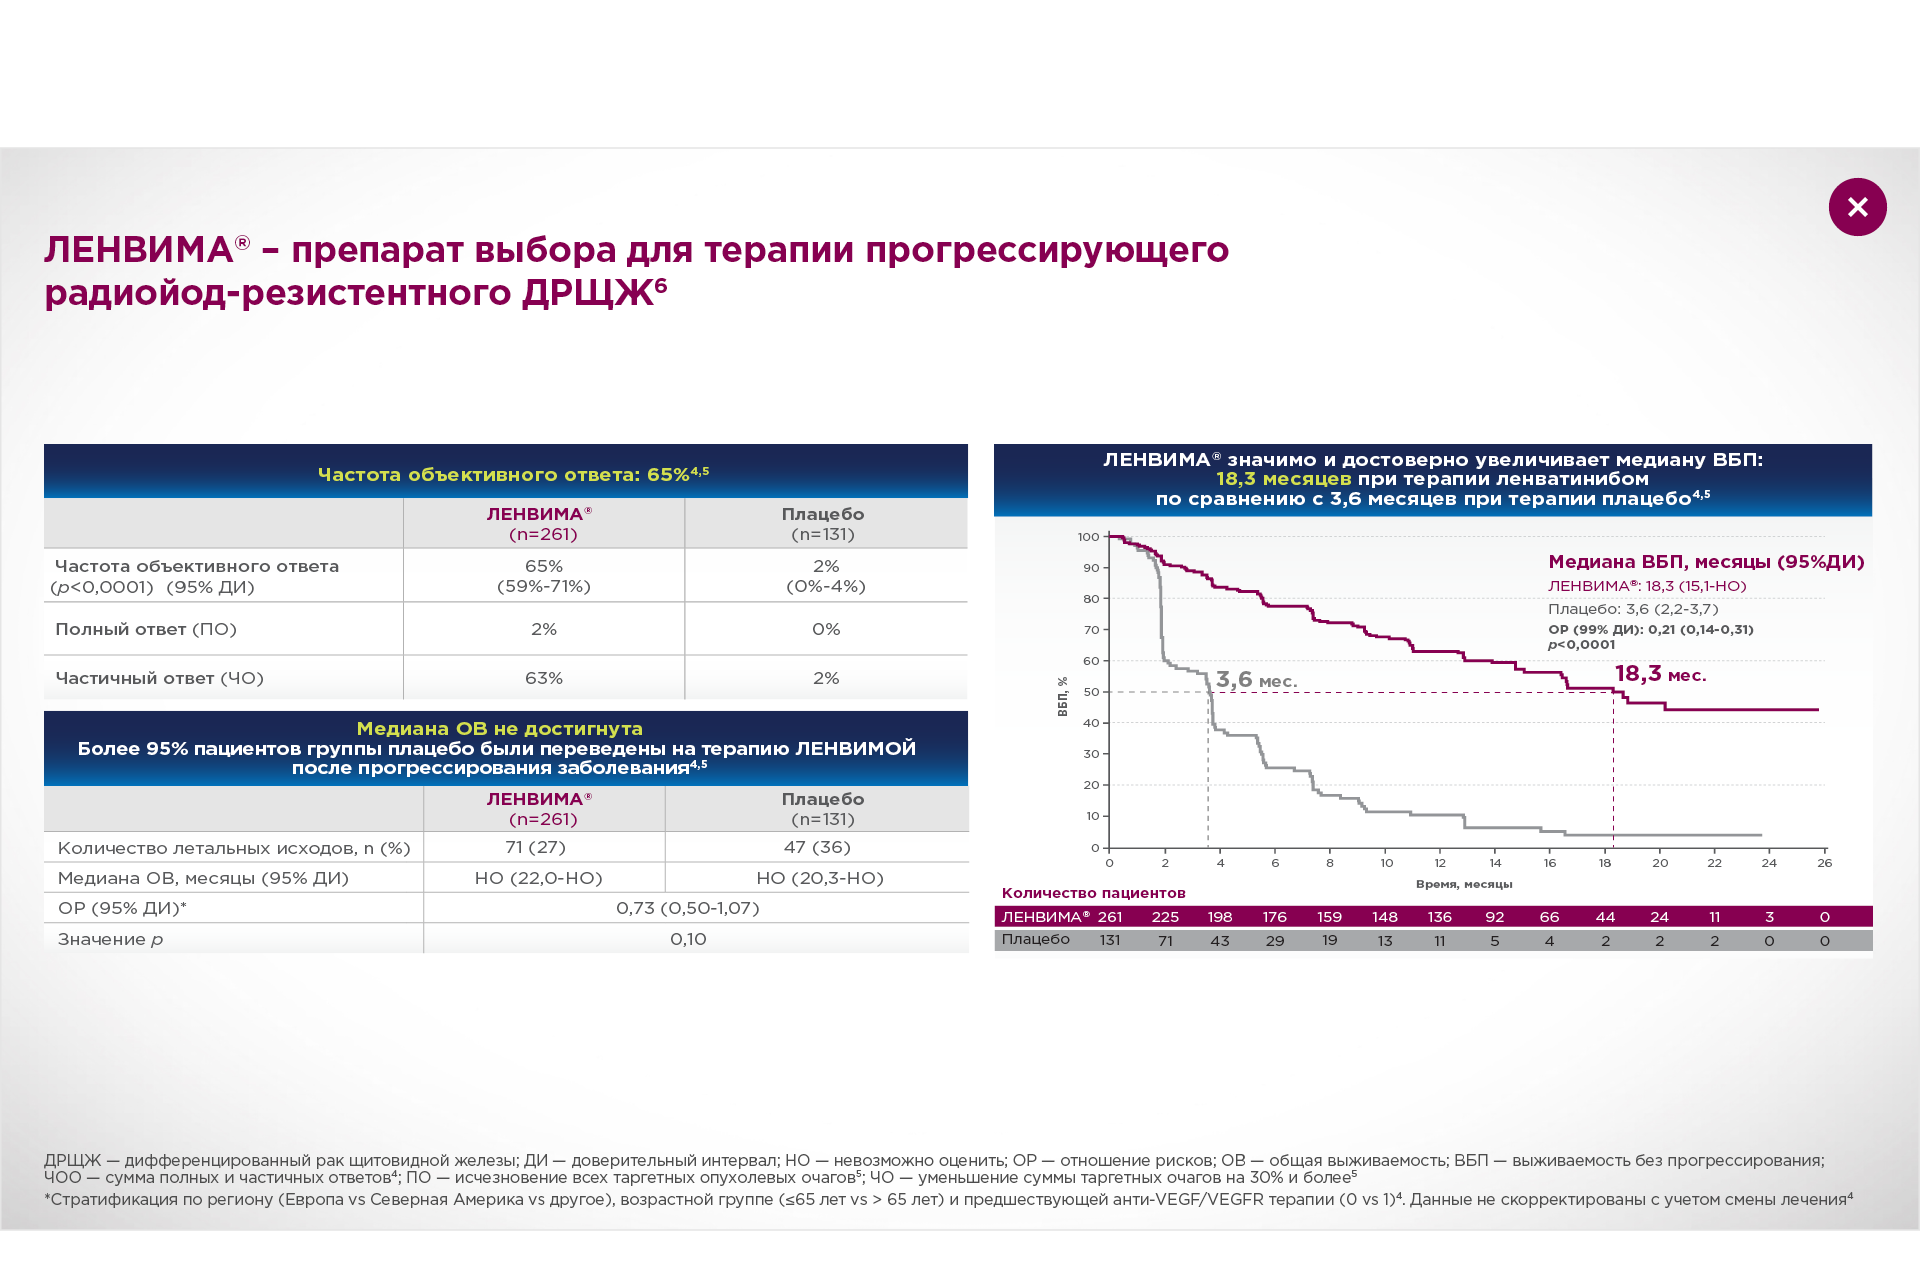 ЛЕНВИМА® – препарат выбора для терапии прогрессирующего
радиойод-резистентного ДРЩЖ⁶
Частота объективного ответа: 65%⁴,⁵
ЛЕНВИМА® Плацебо
(n=261) (n=131)
Частота объективного ответа 65% 2%
(p<0,0001) (95% ДИ) (59%-71%) (0%-4%)
Полный ответ (ПО) 2% 0%
Частичный ответ (ЧО) 63% 2%
Медиана ОВ не достигнута
Более 95% пациентов группы плацебо были переведены на терапию ЛЕНВИМОЙ
после прогрессирования заболевания⁴,⁵
ЛЕНВИМА® Плацебо
(n=261) (n=131)
Количество летальных исходов, n (%) 71 (27) 47 (36)
Медиана ОВ, месяцы (95% ДИ) НО (22,0-НО) НО (20,3-НО)
ОР (95% ДИ)* 0,73 (0,50-1,07)
Значение p 0,10
ЛЕНВИМА® значимо и достоверно увеличивает медиану ВБП:
18,3 месяцев при терапии ленватинибом
по сравнению с 3,6 месяцев при терапии плацебо⁴,⁵
Медиана ВБП, месяцы (95%ДИ)
ЛЕНВИМА®: 18,3 (15,1-НО)
Плацебо: 3,6 (2,2-3,7)
ОР (99% ДИ): 0,21 (0,14-0,31)
p<0,0001
3,6 мес.
18,3 мес.
ВБП, %
100
90
80
70
60
50
40
30
20
10
0
0 2 4 6 8 10 12 14 16 18 20 22 24 26
Время, месяцы
Количество пациентов
ЛЕНВИМА® 261 225 198 176 159 148 136 92 66 44 24 11 3 0
Плацебо 131 71 43 29 19 13 11 5 4 2 2 2 0 0
ДРЩЖ — дифференцированный рак щитовидной железы; ДИ — доверительный интервал; НО — невозможно оценить; ОР — отношение рисков; ОВ — общая выживаемость; ВБП — выживаемость без прогрессирования;
ЧОО — сумма полных и частичных ответов⁴; ПО — исчезновение всех таргетных опухолевых очагов⁵; ЧО — уменьшение суммы таргетных очагов на 30% и более⁵
*Стратификация по региону (Европа vs Северная Америка vs другое), возрастной группе (≤65 лет vs > 65 лет) и предшествующей анти-VEGF/VEGFR терапии (0 vs 1)⁴. Данные не скорректированы с учетом смены лечения⁴